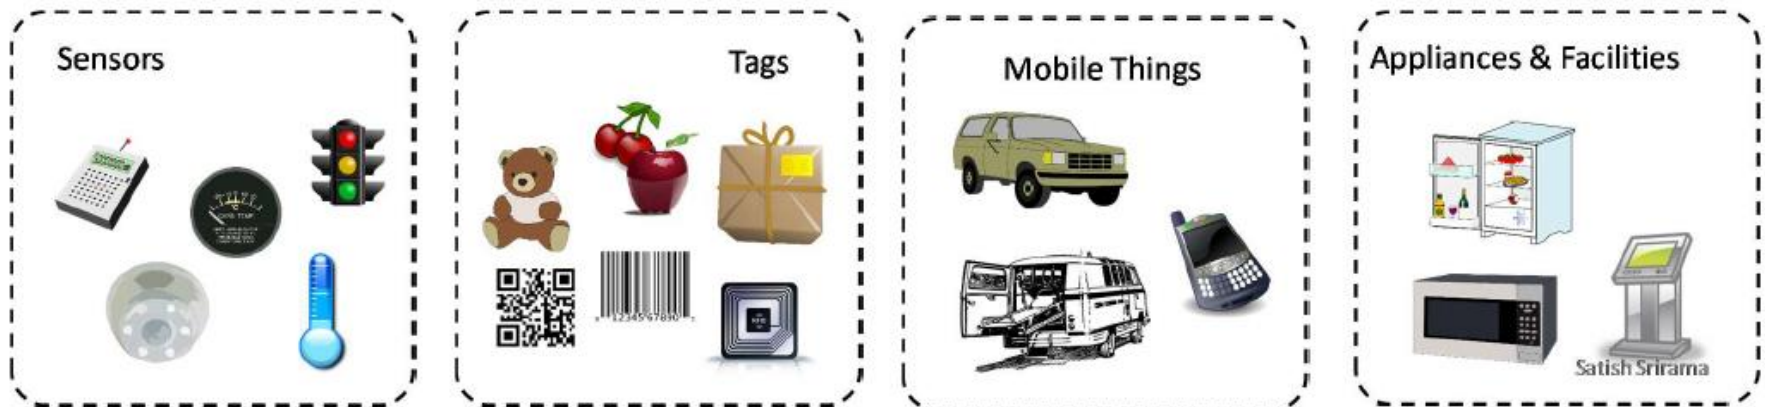 Sensors
Tags
Mobile Things
Appliances & Facilities
Satish Srirama